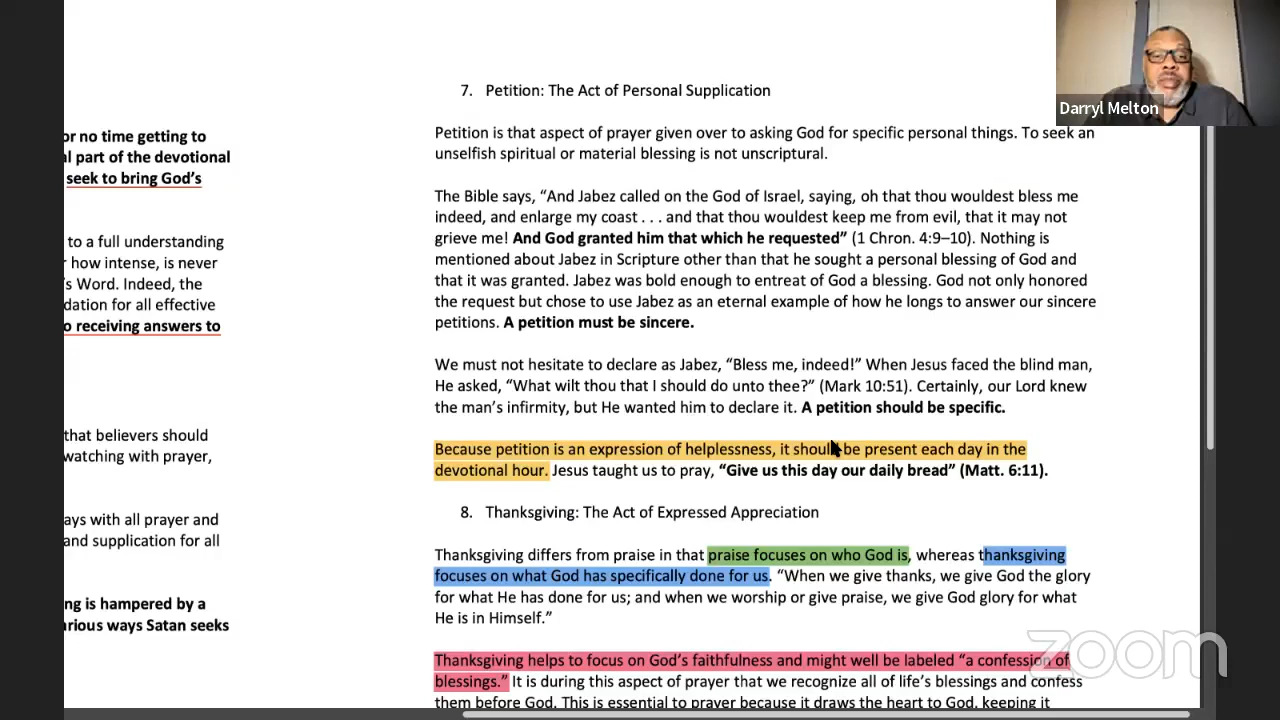 or no time getting to
al part of the devotional
seek to bring God's
to a full understanding
r how intense, is never
's Word. Indeed, the
dation for all effective
o receiving answers to
that believers should
watching with prayer,
ays with all prayer and
and supplication for all
ng is hampered by a
arious ways Satan seeks
7. Petition: The Act of Personal Supplication
Petition is that aspect of prayer given over to asking God for specific personal things. To seek an
unselfish spiritual or material blessing is not unscriptural.
The Bible says, “And Jabez called on the God of Israel, saying, oh that thou wouldest bless me
indeed, and enlarge my coast . . . and that thou wouldest keep me from evil, that it may not
grieve me! And God granted him that which he requested” (1 Chron. 4:9–10). Nothing is
mentioned about Jabez in Scripture other than that he sought a personal blessing of God and
that it was granted. Jabez was bold enough to entreat of God a blessing. God not only honored
the request but chose to use Jabez as an eternal example of how he longs to answer our sincere
petitions. A petition must be sincere.
We must not hesitate to declare as Jabez, “Bless me, indeed!” When Jesus faced the blind man,
He asked, “What wilt thou that I should do unto thee?” (Mark 10:51). Certainly, our Lord knew
the man’s infirmity, but He wanted him to declare it. A petition should be specific.
Because petition is an expression of helplessness, it should be present each day in the
devotional hour. Jesus taught us to pray, “Give us this day our daily bread” (Matt. 6:11).
8. Thanksgiving: The Act of Expressed Appreciation
Thanksgiving differs from praise in that praise focuses on who God is, whereas thanksgiving
focuses on what God has specifically done for us. “When we give thanks, we give God the glory
for what He has done for us; and when we worship or give praise, we give God glory for what
He is in Himself.”
Thanksgiving helps to focus on God’s faithfulness and might well be labeled “a confession of
blessings.” It is during this aspect of prayer that we recognize all of life’s blessings and confess
them before God. This is essential to prayer because it draws the heart to God, keeping it
Darryl Melton
zoom